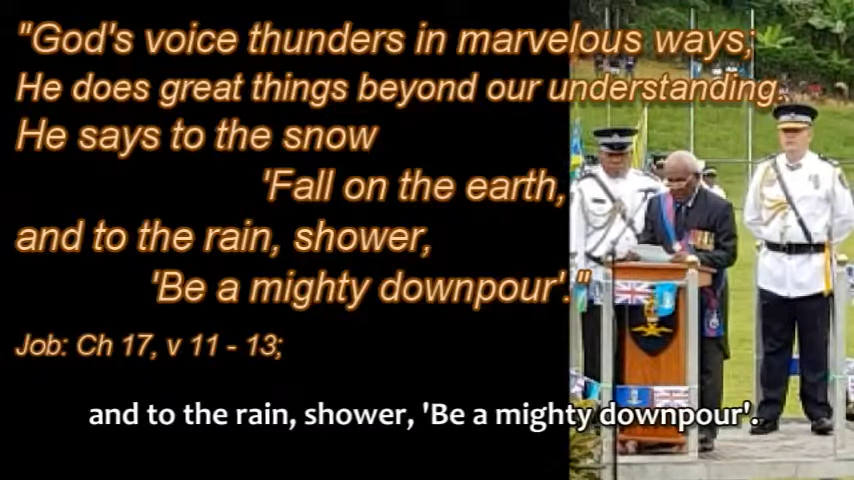 "God's voice thunders in marvelous ways;
He does great things beyond our understanding.
He says to the snow
'Fall on the earth,
and to the rain, shower,
'Be a mighty downpour'."
Job: Ch 17, v 11 - 13;
and to the rain, shower, 'Be a mighty downpour'.